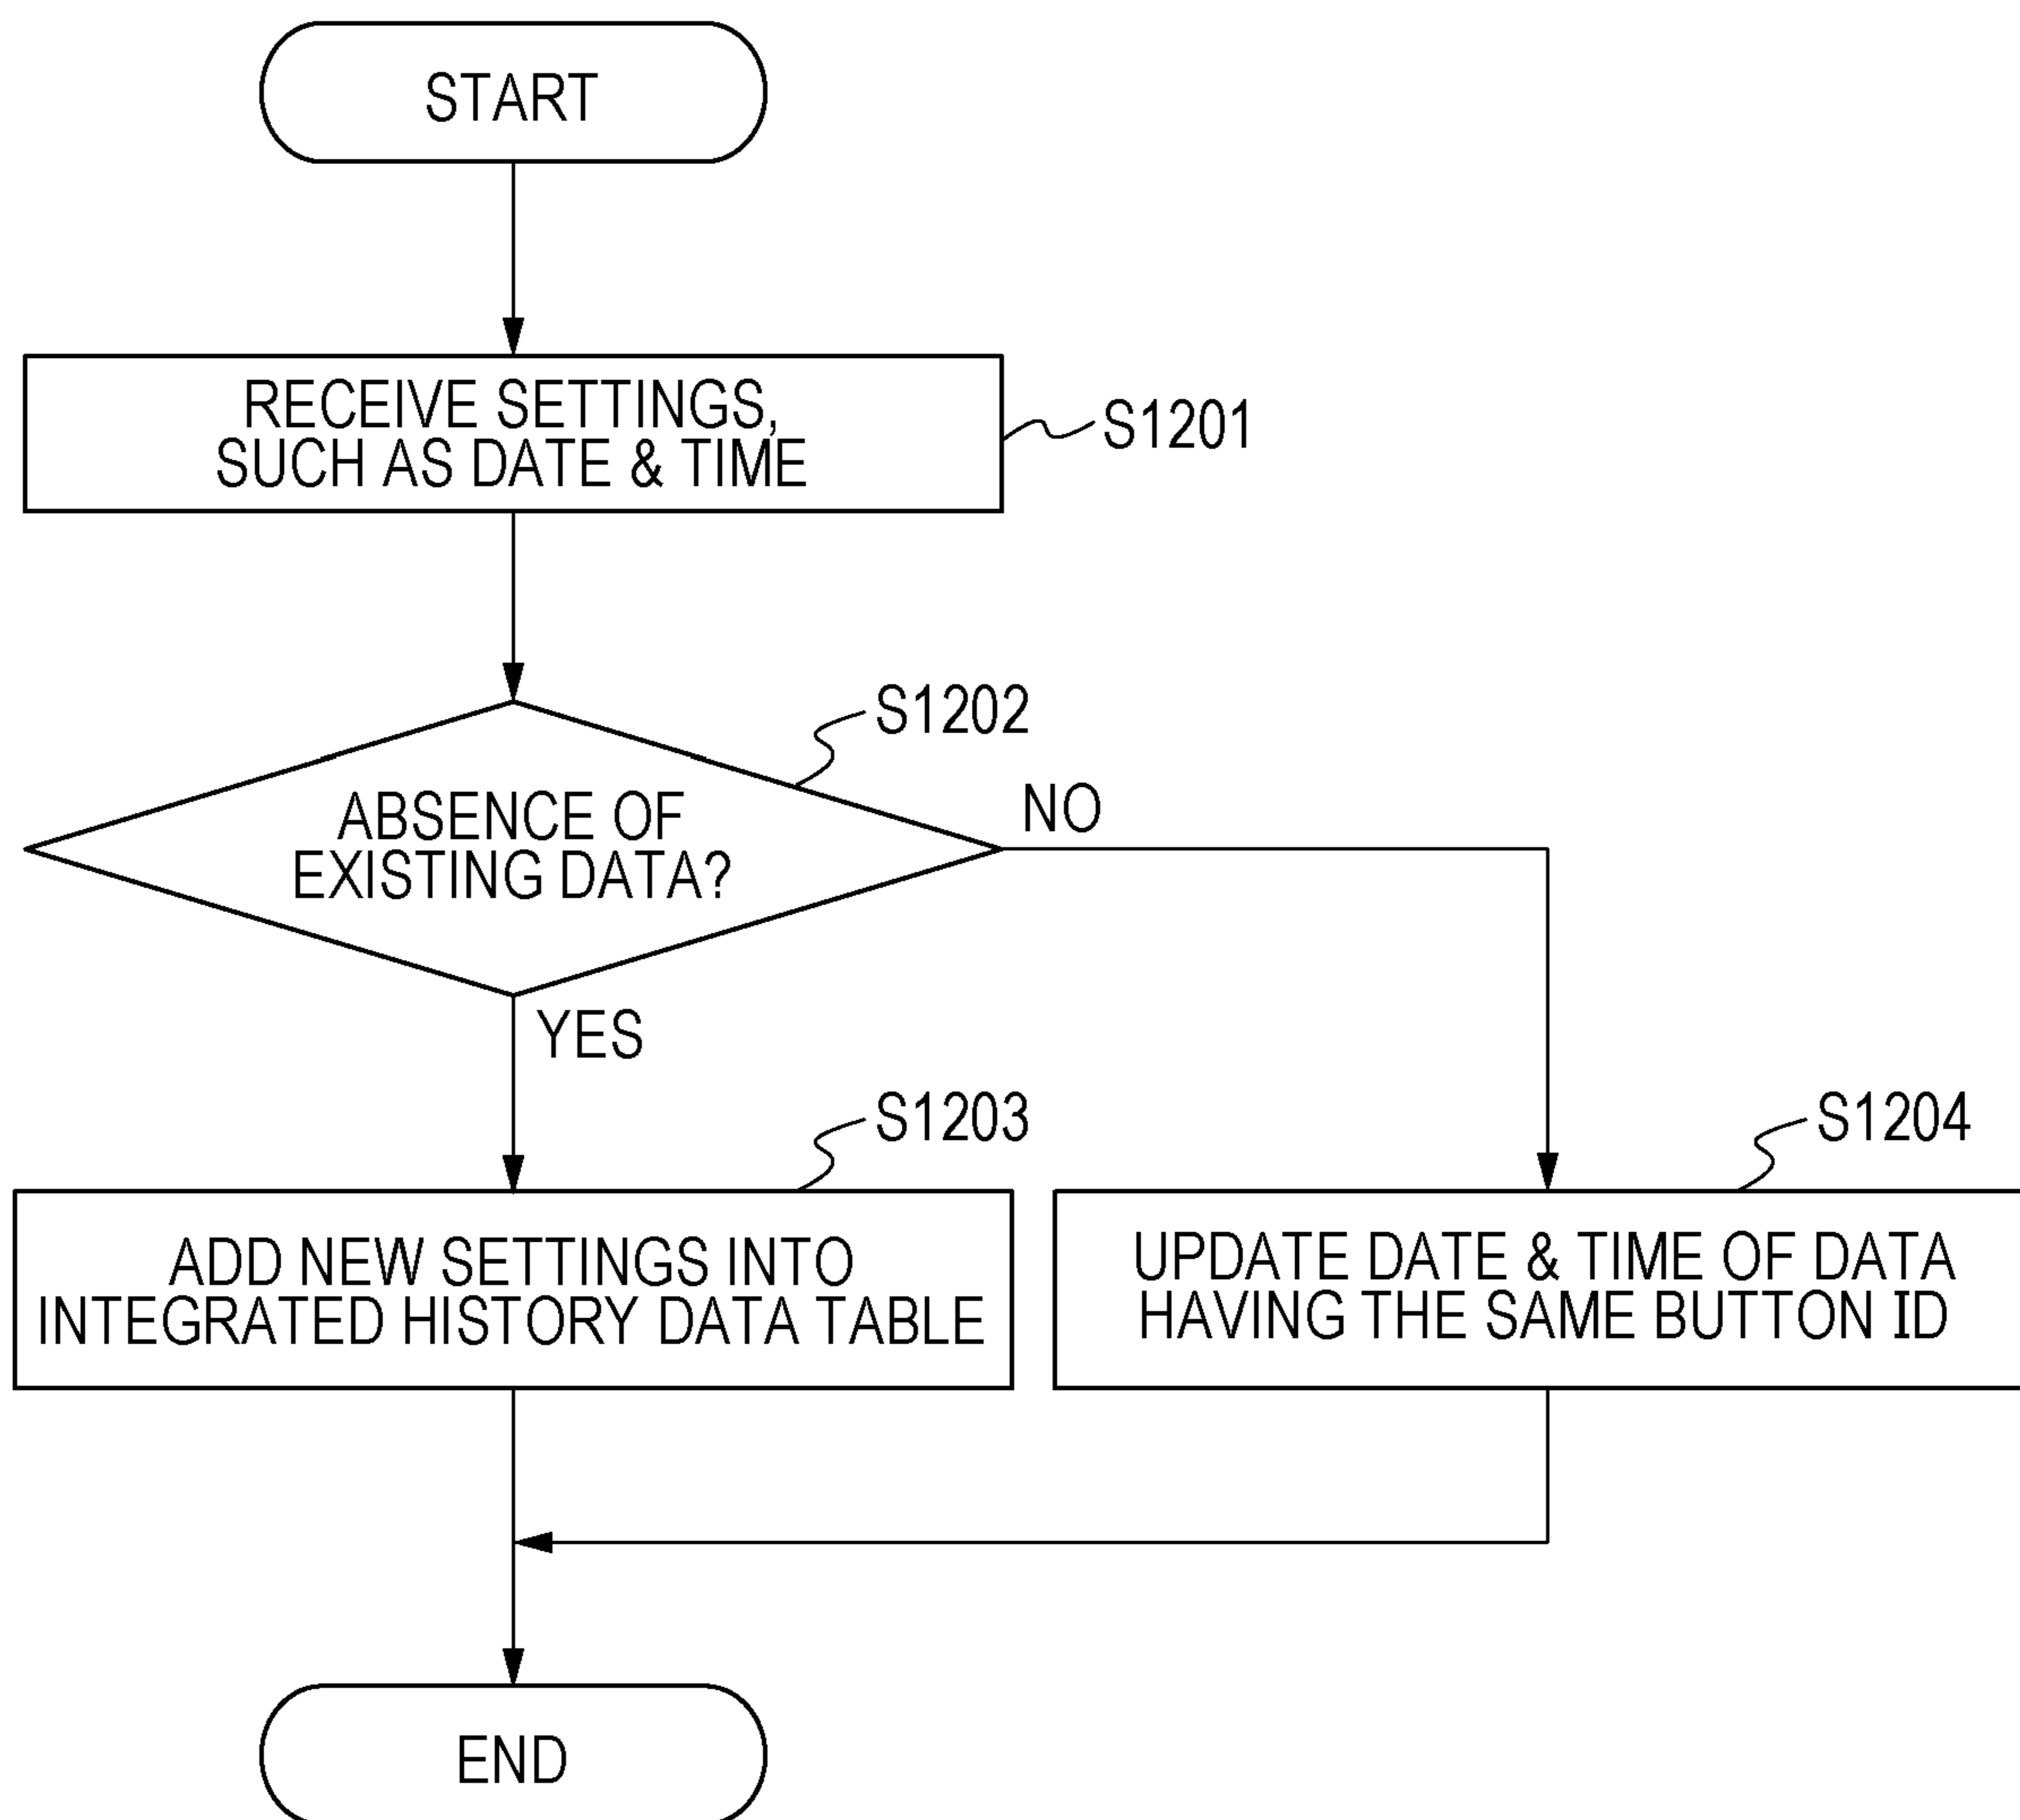 START
RECEIVE SETTINGS,
SUCH AS DATE & TIME
S1201
S1202
ABSENCE OF
EXISTING DATA?
NO
YES
S1203
ADD NEW SETTINGS INTO
INTEGRATED HISTORY DATA TABLE
S1204
UPDATE DATE & TIME OF DATA
HAVING THE SAME BUTTON ID
END